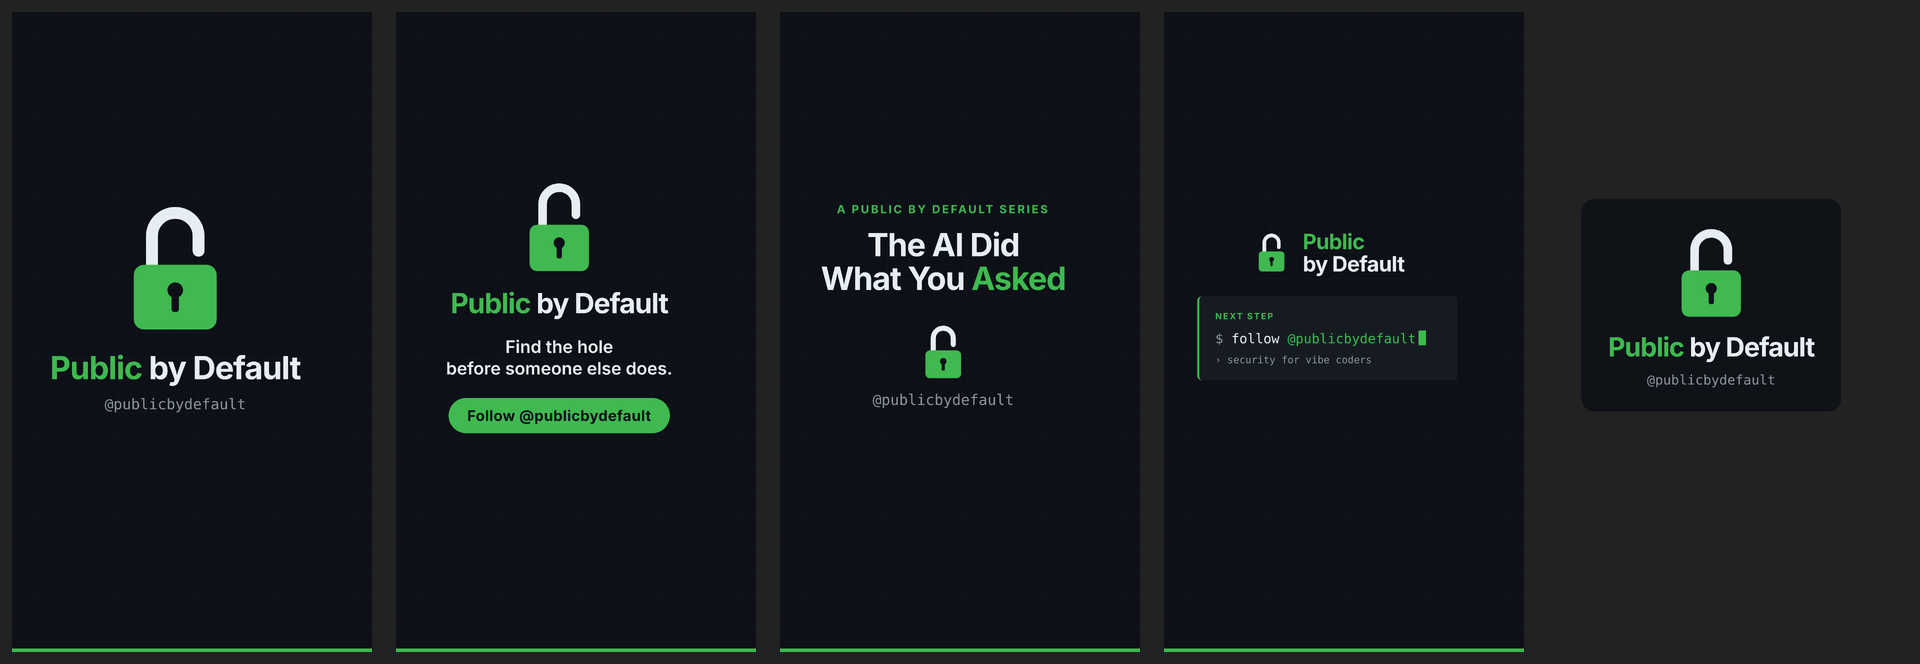 Public by Default
@publicbydefault
Public by Default
Find the hole
before someone else does.
Follow @publicbydefault
A PUBLIC BY DEFAULT SERIES
The AI Did
What You Asked
@publicbydefault
Public
by Default
NEXT STEP
$ follow @publicbydefault
› security for vibe coders
Public by Default
@publicbydefault